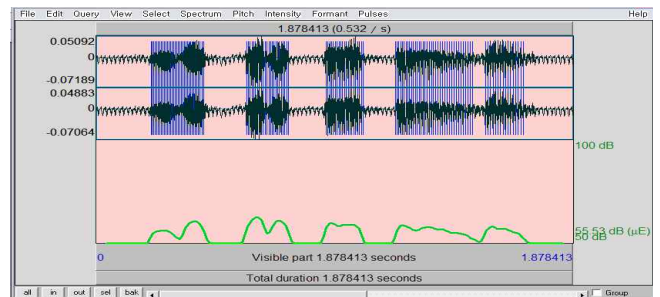 File Edit Query View Select Spectrum Pitch Intensity Formant Pulses Help
1.878413 (0.532 / s)
0.05092
0
-0.07189
0.04883
0
-0.07064
100 dB
55.53 dB (µE)
50 dB
0 Visible part 1.878413 seconds 1.878413
Total duration 1.878413 seconds
all in out sel bak Group